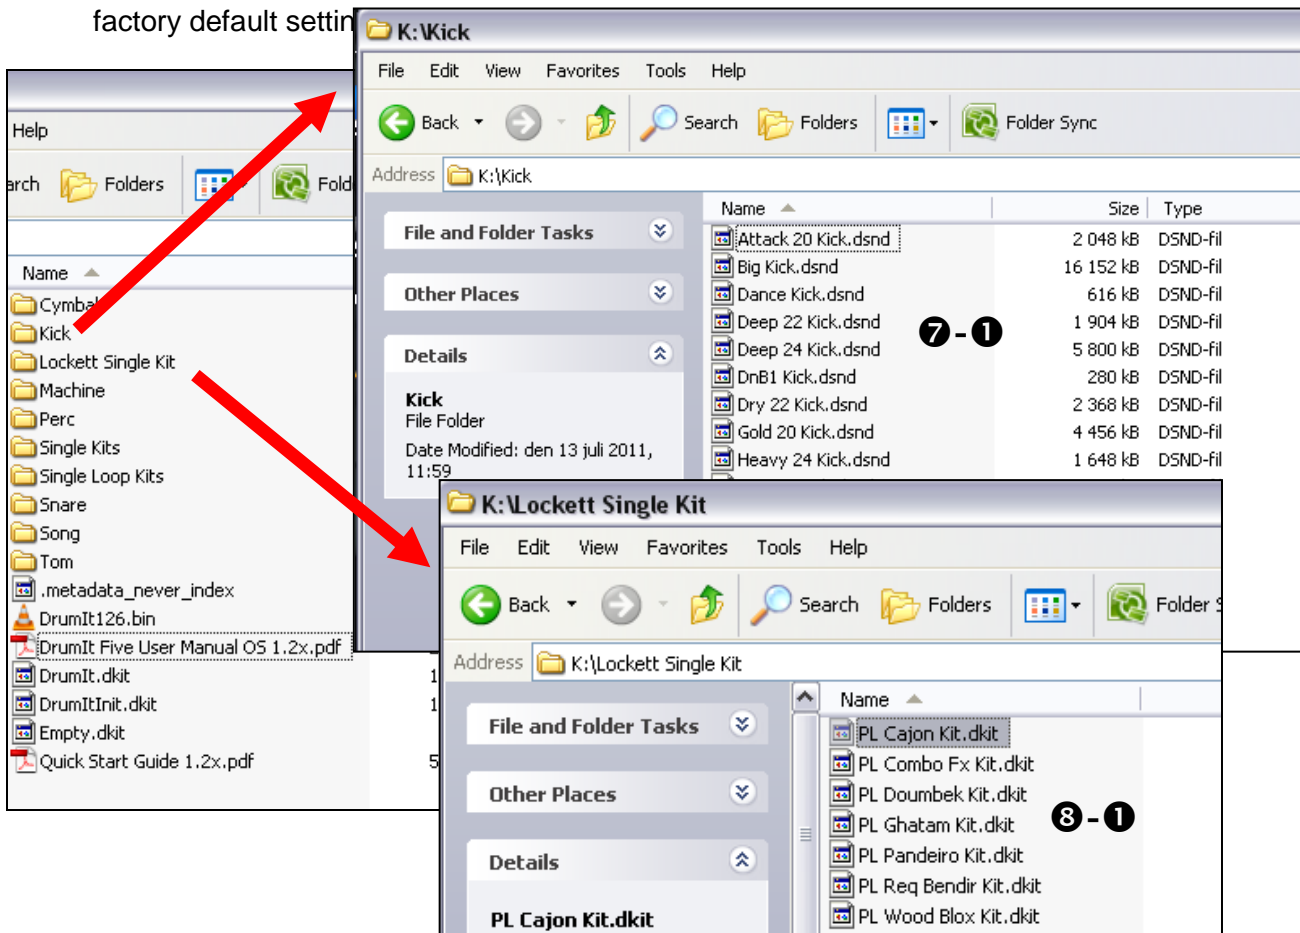 factory default settin
Help
arch Folders Fold
Name
Cymbal
Kick
Lockett Single Kit
Machine
Perc
Single Kits
Single Loop Kits
Snare
Song
Tom
.metadata_never_index
DrumIt126.bin
DrumIt Five User Manual OS 1.2x.pdf
DrumIt.dkit 1
DrumItInit.dkit 1
Empty.dkit
Quick Start Guide 1.2x.pdf 5
K:\Kick
File Edit View Favorites Tools Help
Back Search Folders Folder Sync
Address K:\Kick
File and Folder Tasks
Other Places
Details
Kick
File Folder
Date Modified: den 13 juli 2011,
11:59
Name Size Type
Attack 20 Kick.dsnd 2 048 kB DSND-fil
Big Kick.dsnd 16 152 kB DSND-fil
Dance Kick.dsnd 616 kB DSND-fil
Deep 22 Kick.dsnd 1 904 kB DSND-fil
Deep 24 Kick.dsnd 5 800 kB DSND-fil
DnB1 Kick.dsnd 280 kB DSND-fil
Dry 22 Kick.dsnd 2 368 kB DSND-fil
Gold 20 Kick.dsnd 4 456 kB DSND-fil
Heavy 24 Kick.dsnd 1 648 kB DSND-fil
❼-❶
K:\Lockett Single Kit
File Edit View Favorites Tools Help
Back Search Folders Folder S
Address K:\Lockett Single Kit
File and Folder Tasks
Other Places
Details
PL Cajon Kit.dkit
Name
PL Cajon Kit.dkit
PL Combo Fx Kit.dkit
PL Doumbek Kit.dkit
PL Ghatam Kit.dkit
PL Pandeiro Kit.dkit
PL Req Bendir Kit.dkit
PL Wood Blox Kit.dkit
❽-❶